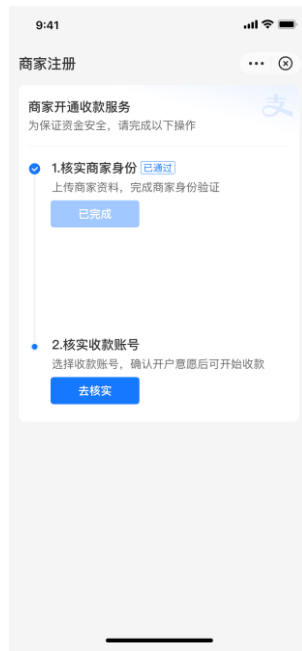 9:41
商家注册
商家开通收款服务
为保证资金安全，请完成以下操作
支
1.核实商家身份 已通过
上传商家资料，完成商家身份验证
已完成
2.核实收款账号
选择收款账号，确认开户意愿后可开始收款
去核实